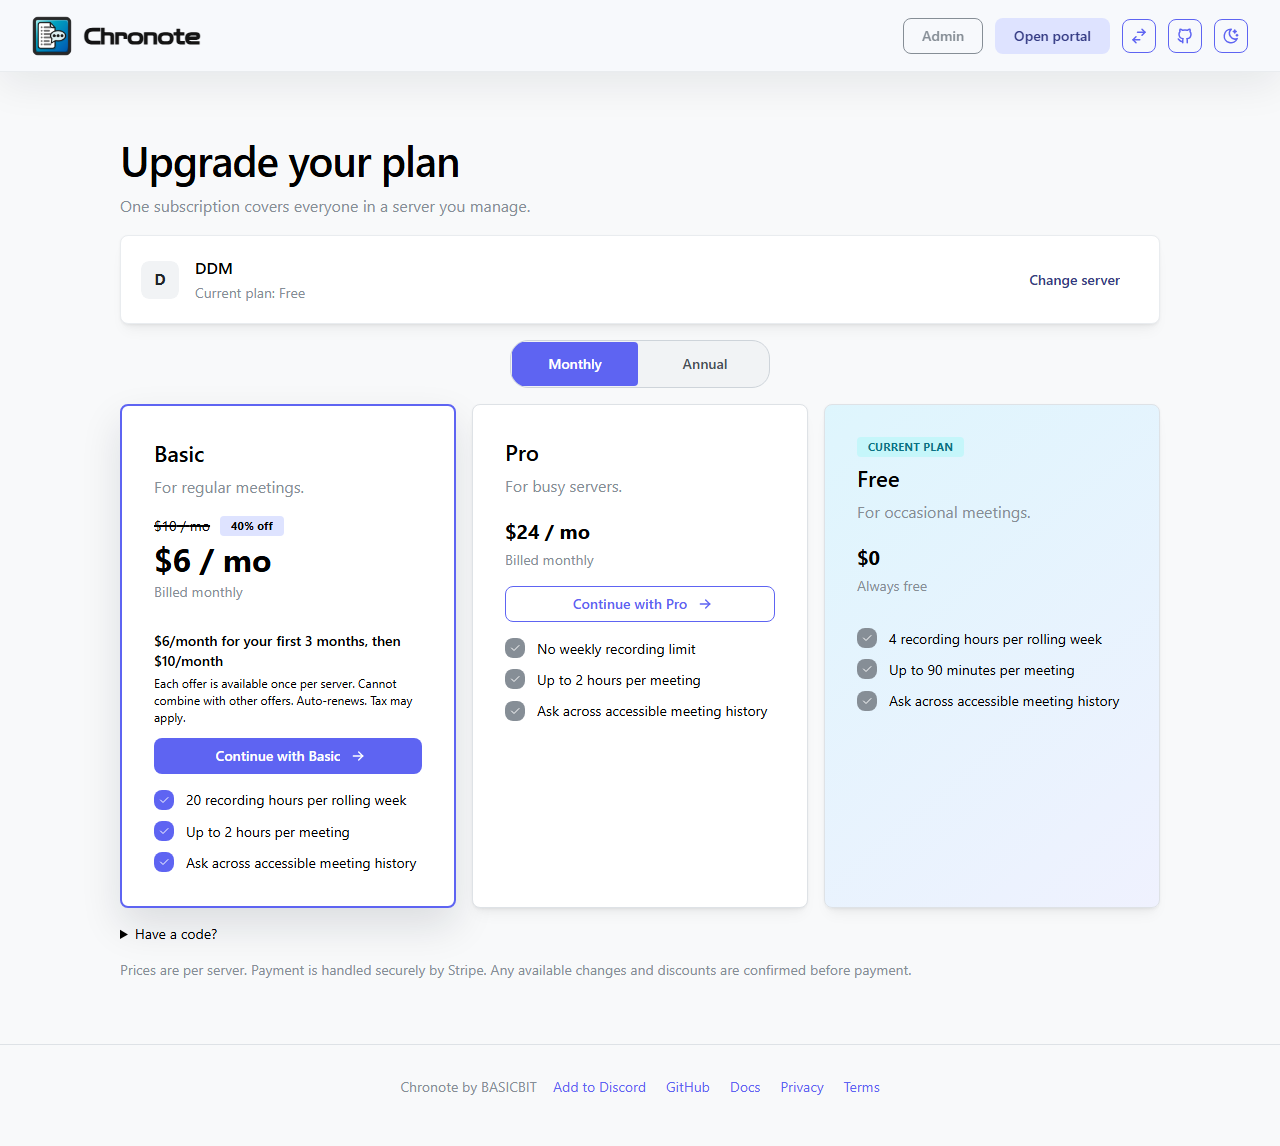 Chronote
Admin
Open portal
Upgrade your plan
One subscription covers everyone in a server you manage.
D
DDM
Current plan: Free
Change server
Monthly
Annual
Basic
For regular meetings.
$10 / mo
40% off
$6 / mo
Billed monthly
$6/month for your first 3 months, then
$10/month
Each offer is available once per server. Cannot
combine with other offers. Auto-renews. Tax may
apply.
Continue with Basic
20 recording hours per rolling week
Up to 2 hours per meeting
Ask across accessible meeting history
Pro
For busy servers.
$24 / mo
Billed monthly
Continue with Pro
No weekly recording limit
Up to 2 hours per meeting
Ask across accessible meeting history
CURRENT PLAN
Free
For occasional meetings.
$0
Always free
4 recording hours per rolling week
Up to 90 minutes per meeting
Ask across accessible meeting history
Have a code?
Prices are per server. Payment is handled securely by Stripe. Any available changes and discounts are confirmed before payment.
Chronote by BASICBIT
Add to Discord
GitHub
Docs
Privacy
Terms